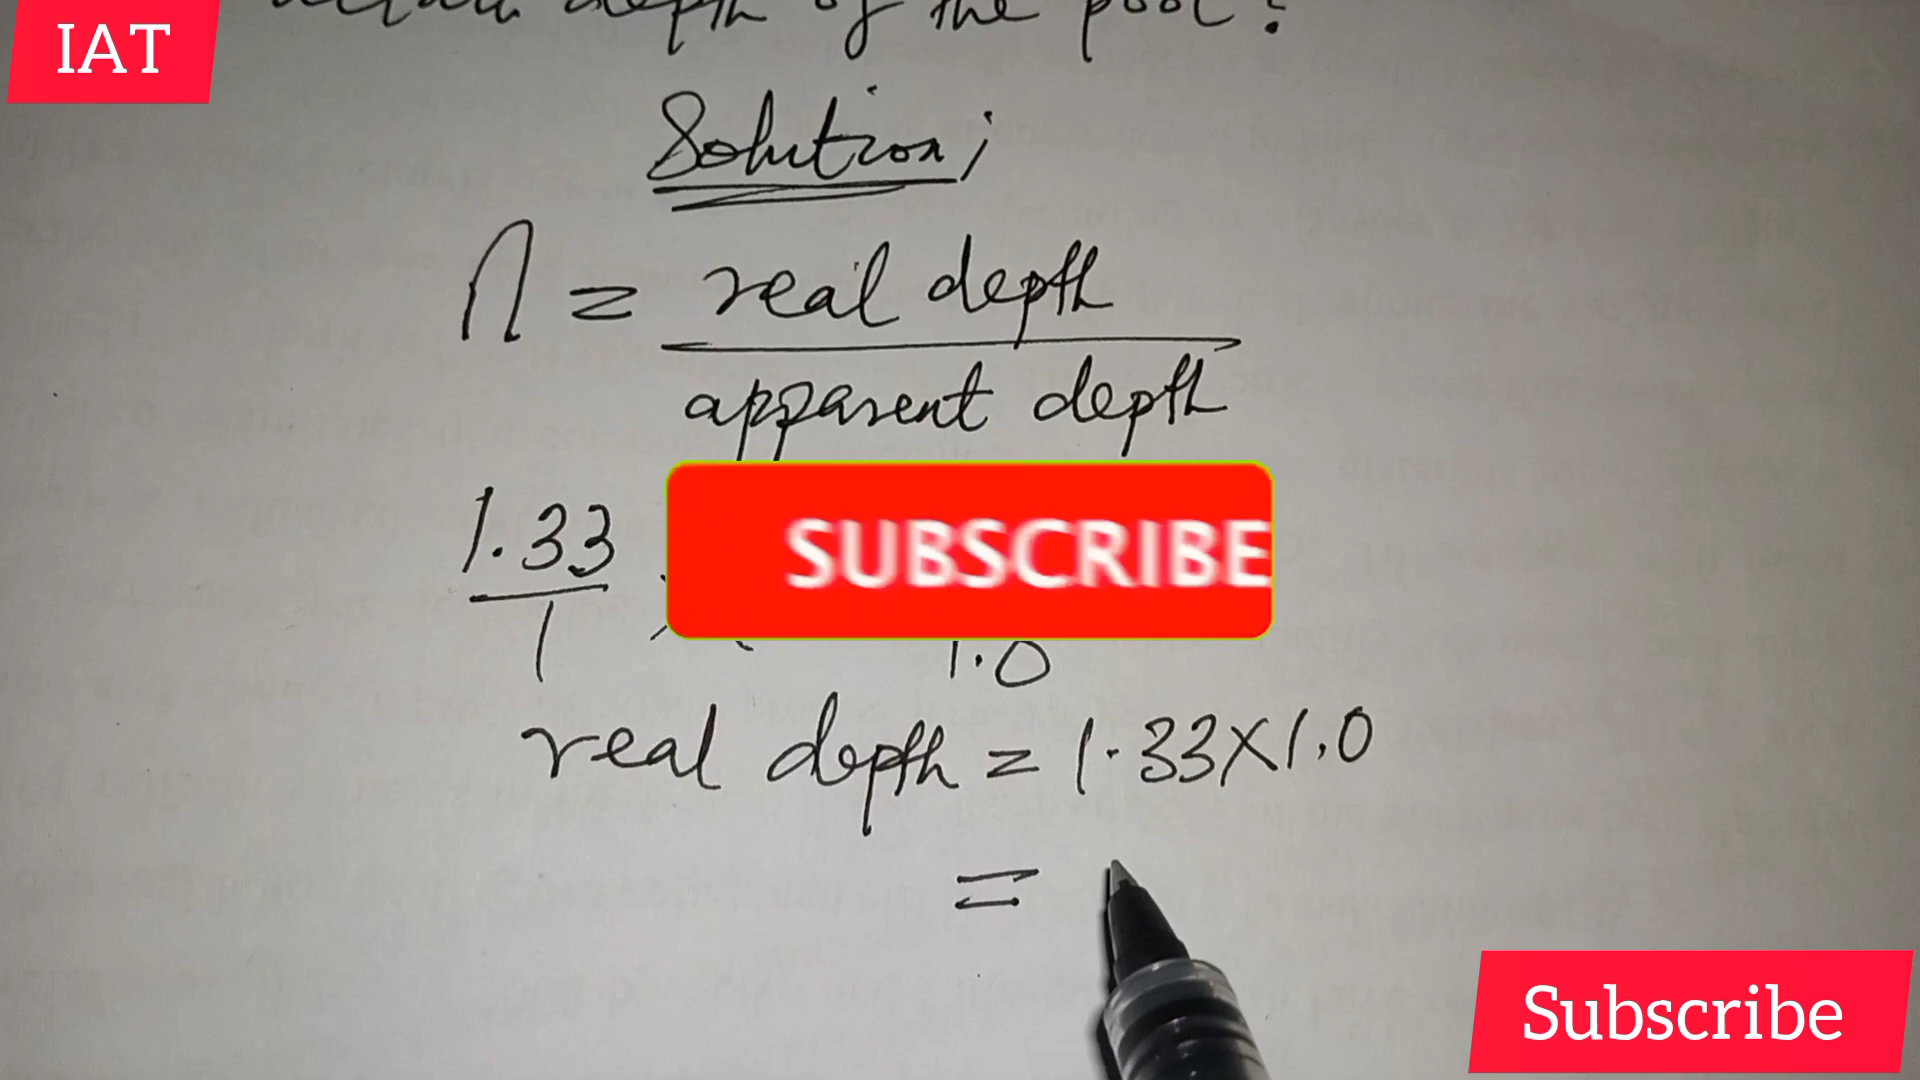 IAT
depth of the pool?
Solution;
n = real depth
apparent depth
1.33
SUBSCRIBE
1
1.0
real depth = 1.33×1.0
=
Subscribe